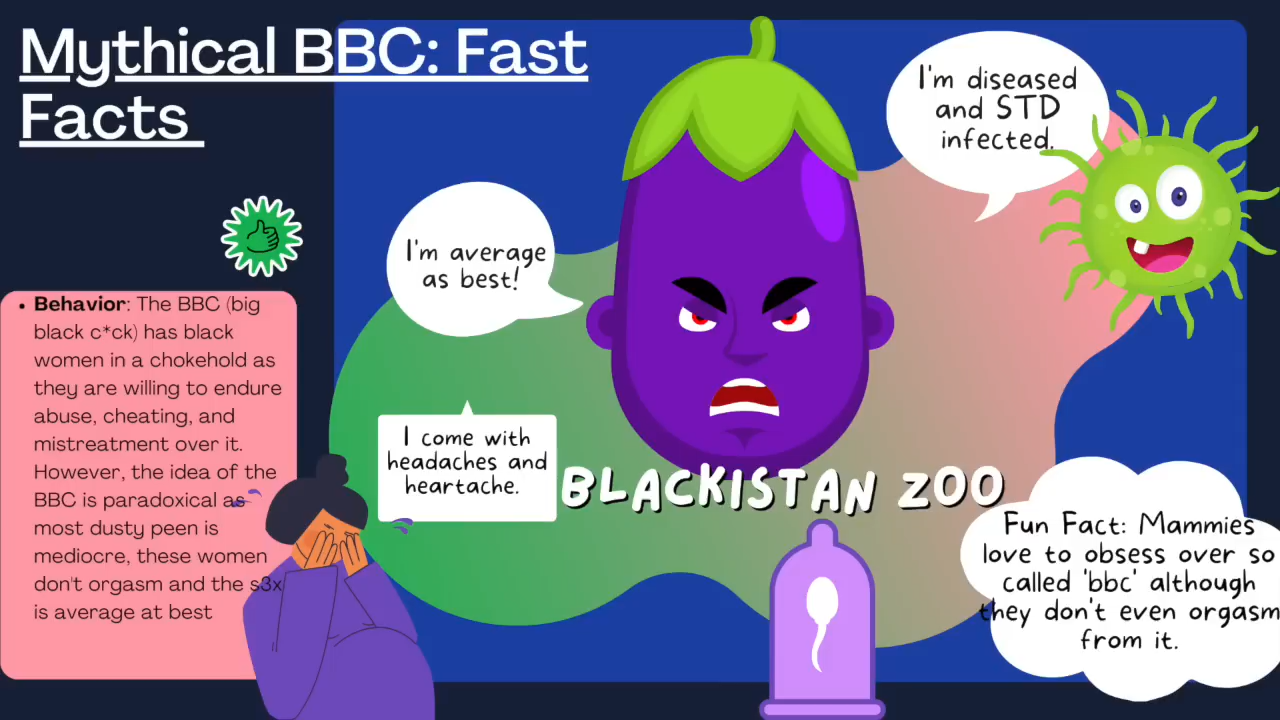 Mythical BBC: Fast
Facts
I'm diseased
and STD
infected.
I'm average
as best!
• Behavior: The BBC (big
black c*ck) has black
women in a chokehold as
they are willing to endure
abuse, cheating, and
mistreatment over it.
However, the idea of the
BBC is paradoxical as
most dusty peen is
mediocre, these women
don't orgasm and the s3x
is average at best
I come with
headaches and
heartache.
BLACKISTAN ZOO
Fun Fact: Mammies
love to obsess over so
called 'bbc' although
they don't even orgasm
from it.